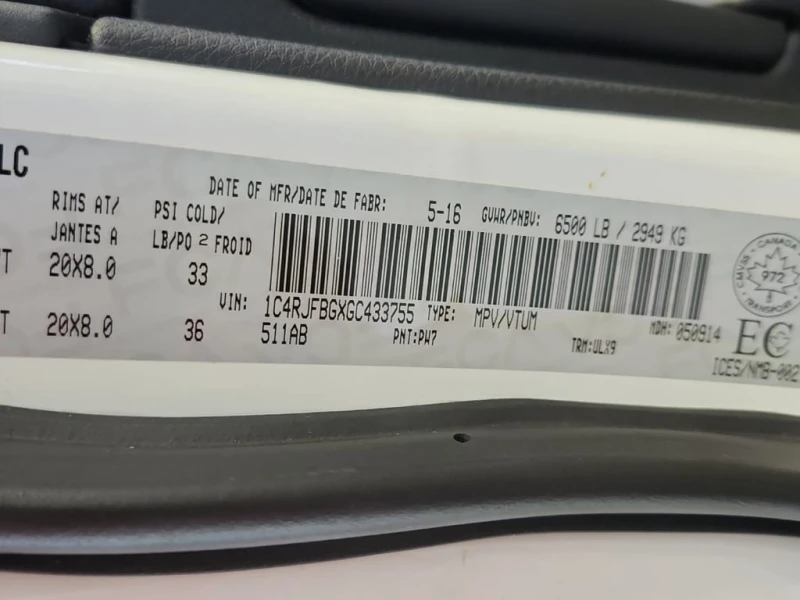 LC
DATE OF MFR/DATE DE FABR: 5-16 GVWR/PNBV: 6500 LB / 2949 KG
RIMS AT/ PSI COLD/
JANTES A LB/PO 2 FROID
20X8.0 33
VIN: 1C4RJFBGXGC433755 TYPE: MPV/VTUM MDH: 050914
T 20X8.0 36 511AB PNT:PW7 TRM:ULX9
CANADA
CMVSS 972
TRANSPORT
EC
ICES/NMB-002